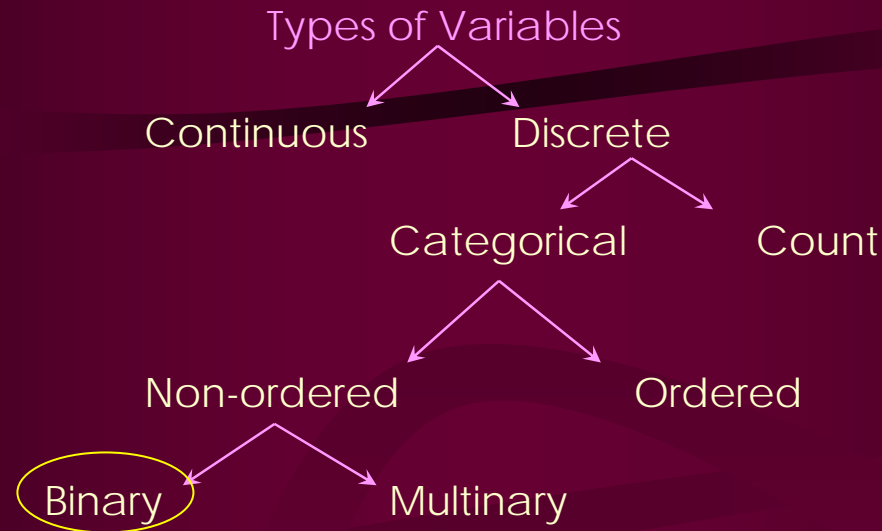 Types of Variables
Continuous Discrete
Categorical Count
Non-ordered Ordered
Binary Multinary